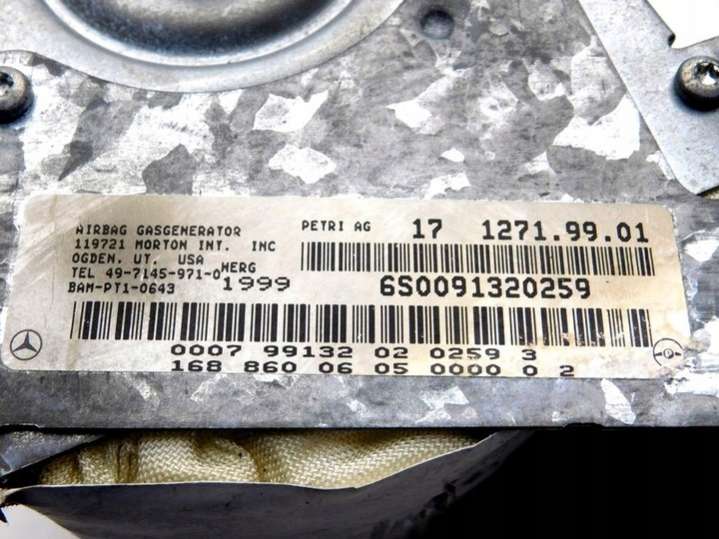 AIRBAG GASGENERATOR
119721 MORTON INT. INC
OGDEN. UT. USA
TEL 49-7145-971-0
BAM-PT1-0643
HERG
1999
PETRI AG 17 1271.99.01
6S0091320259
0007 99132 02 0259 3
168 860 06 05 0000 0 2